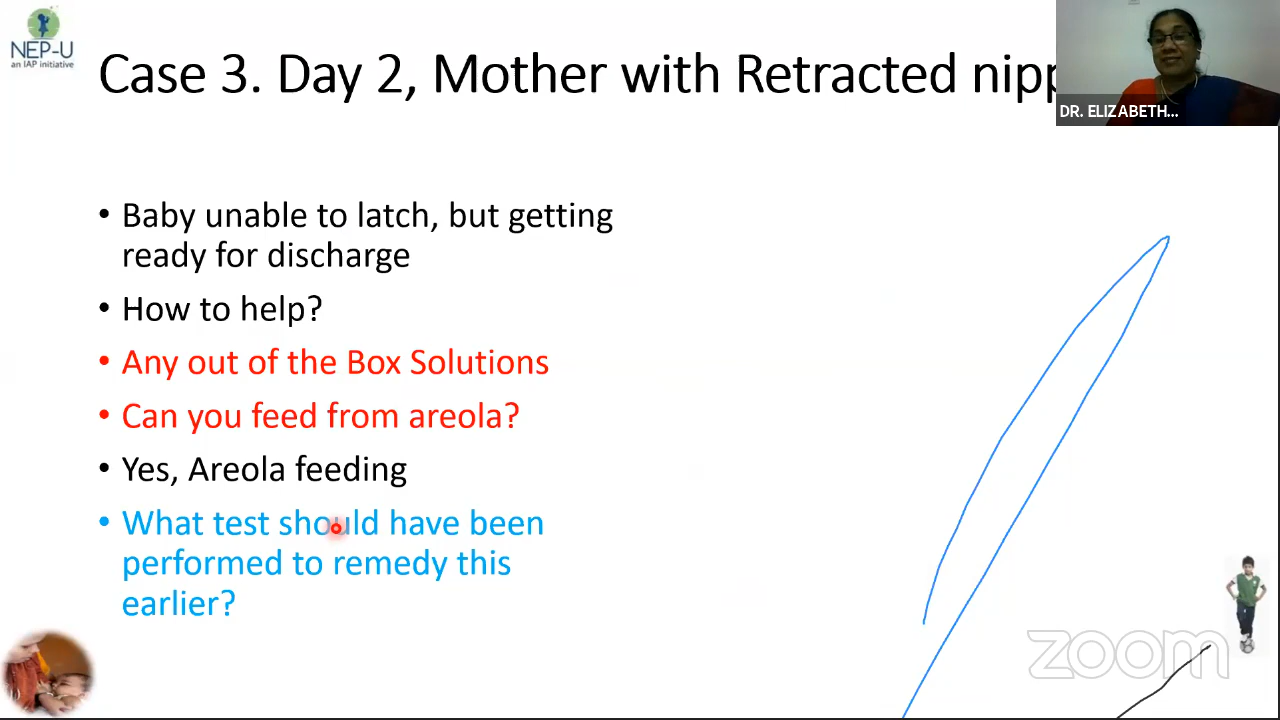 NEP-U
an IAP initiative
Case 3. Day 2, Mother with Retracted nipp
DR. ELIZABETH...
• Baby unable to latch, but getting
ready for discharge
• How to help?
• Any out of the Box Solutions
• Can you feed from areola?
• Yes, Areola feeding
• What test should have been
performed to remedy this
earlier?
zoom